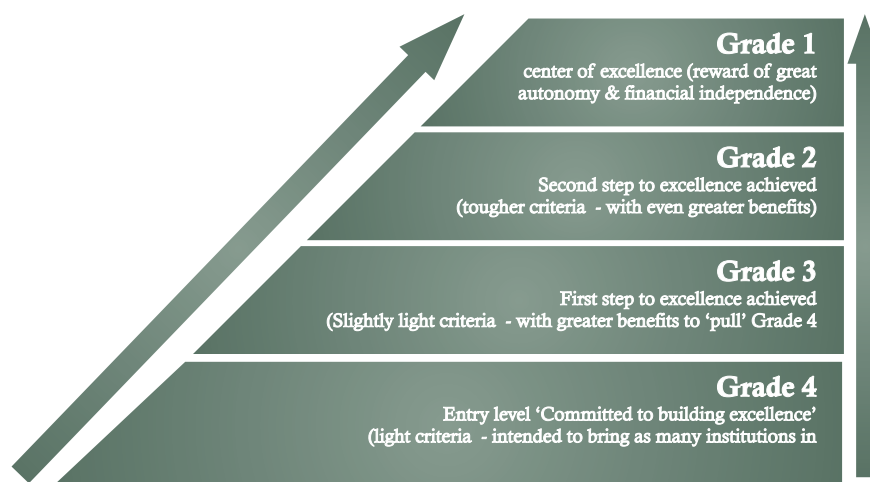 Grade 1
center of excellence (reward of great
autonomy & financial independence)
Grade 2
Second step to excellence achieved
(tougher criteria - with even greater benefits)
Grade 3
First step to excellence achieved
(Slightly light criteria - with greater benefits to ‘pull’ Grade 4
Grade 4
Entry level ‘Committed to building excellence’
(light criteria - intended to bring as many institutions in